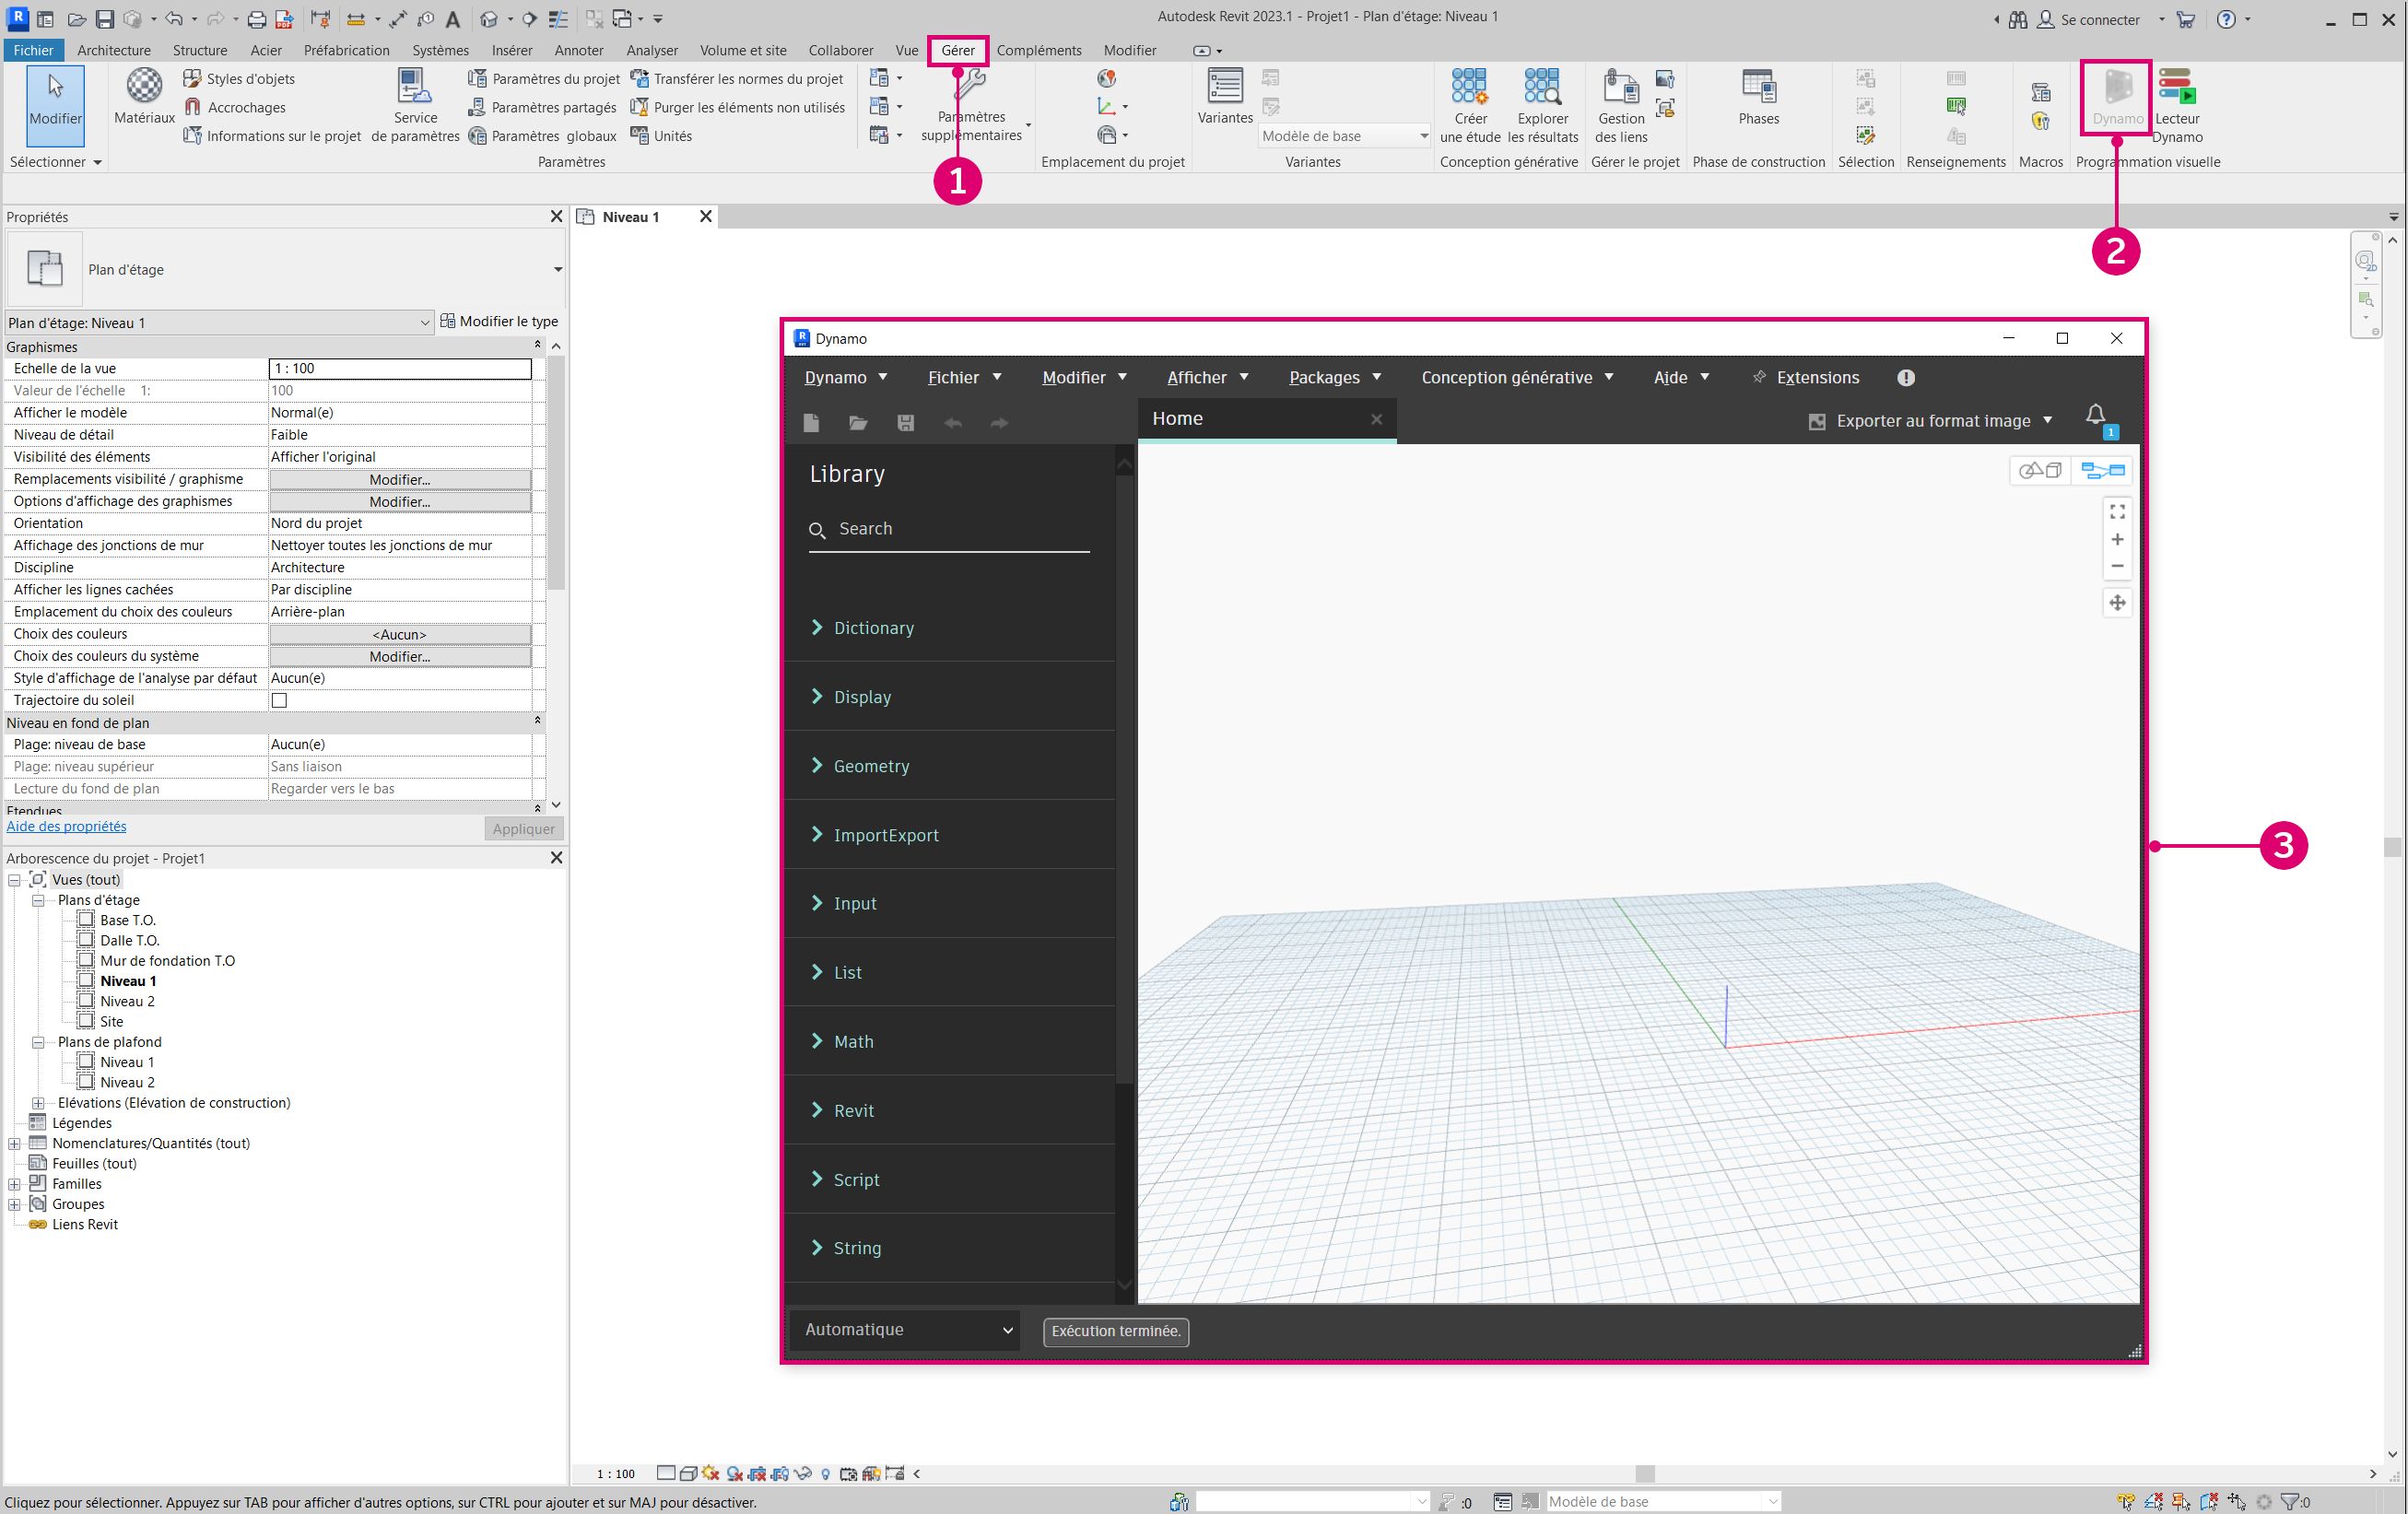 Autodesk Revit 2023.1 - Projet1 - Plan d'étage: Niveau 1
Se connecter
Fichier Architecture Structure Acier Préfabrication Systèmes Insérer Annoter Analyser Volume et site Collaborer Vue Gérer Compléments Modifier
Modifier
Sélectionner
Matériaux
Styles d'objets
Accrochages
Informations sur le projet
Service
de paramètres
Paramètres du projet
Paramètres partagés
Paramètres globaux
Transférer les normes du projet
Purger les éléments non utilisés
Unités
Paramètres
supplémentaires
Paramètres
Emplacement du projet
Variantes
Modèle de base
Variantes
Créer
une étude
Explorer
les résultats
Conception générative
Gestion
des liens
Gérer le projet
Phases
Phase de construction
Sélection
Renseignements
Macros
Dynamo
Lecteur
Dynamo
Programmation visuelle
1
2
Propriétés
Plan d'étage
Plan d'étage: Niveau 1
Modifier le type
Graphismes
Echelle de la vue 1 : 100
Valeur de l'échelle 1: 100
Afficher le modèle Normal(e)
Niveau de détail Faible
Visibilité des éléments Afficher l'original
Remplacements visibilité / graphisme Modifier...
Options d'affichage des graphismes Modifier...
Orientation Nord du projet
Affichage des jonctions de mur Nettoyer toutes les jonctions de mur
Discipline Architecture
Afficher les lignes cachées Par discipline
Emplacement du choix des couleurs Arrière-plan
Choix des couleurs <Aucun>
Choix des couleurs du système Modifier...
Style d'affichage de l'analyse par défaut Aucun(e)
Trajectoire du soleil
Niveau en fond de plan
Plage: niveau de base Aucun(e)
Plage: niveau supérieur Sans liaison
Lecture du fond de plan Regarder vers le bas
Etendues
Aide des propriétés
Appliquer
Arborescence du projet - Projet1
Vues (tout)
Plans d'étage
Base T.O.
Dalle T.O.
Mur de fondation T.O
Niveau 1
Niveau 2
Site
Plans de plafond
Niveau 1
Niveau 2
Elévations (Elévation de construction)
Légendes
Nomenclatures/Quantités (tout)
Feuilles (tout)
Familles
Groupes
Liens Revit
Niveau 1
2D
Dynamo
Dynamo Fichier Modifier Afficher Packages Conception générative Aide Extensions
Home
Exporter au format image
1
Library
Search
Dictionary
Display
Geometry
ImportExport
Input
List
Math
Revit
Script
String
Automatique
Exécution terminée.
3
1 : 100
Cliquez pour sélectionner. Appuyez sur TAB pour afficher d'autres options, sur CTRL pour ajouter et sur MAJ pour désactiver.
:0
Modèle de base
:0